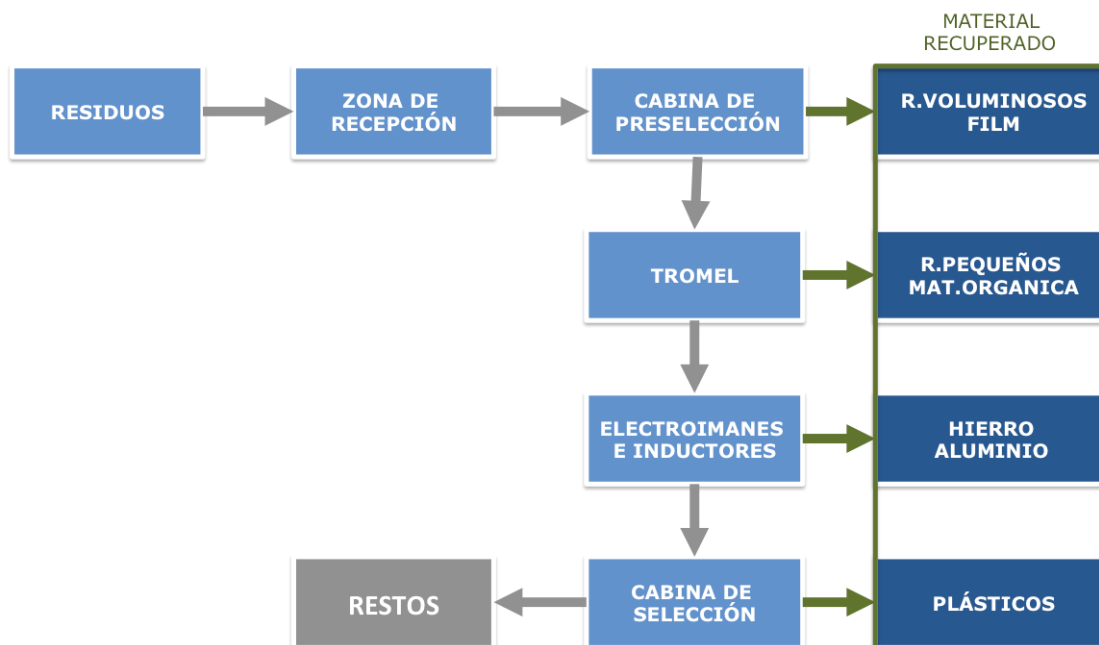 MATERIAL
RECUPERADO
RESIDUOS
ZONA DE
RECEPCIÓN
CABINA DE
PRESELECCIÓN
R.VOLUMINOSOS
FILM
TROMEL
R.PEQUEÑOS
MAT.ORGANICA
ELECTROIMANES
E INDUCTORES
HIERRO
ALUMINIO
RESTOS
CABINA DE
SELECCIÓN
PLÁSTICOS